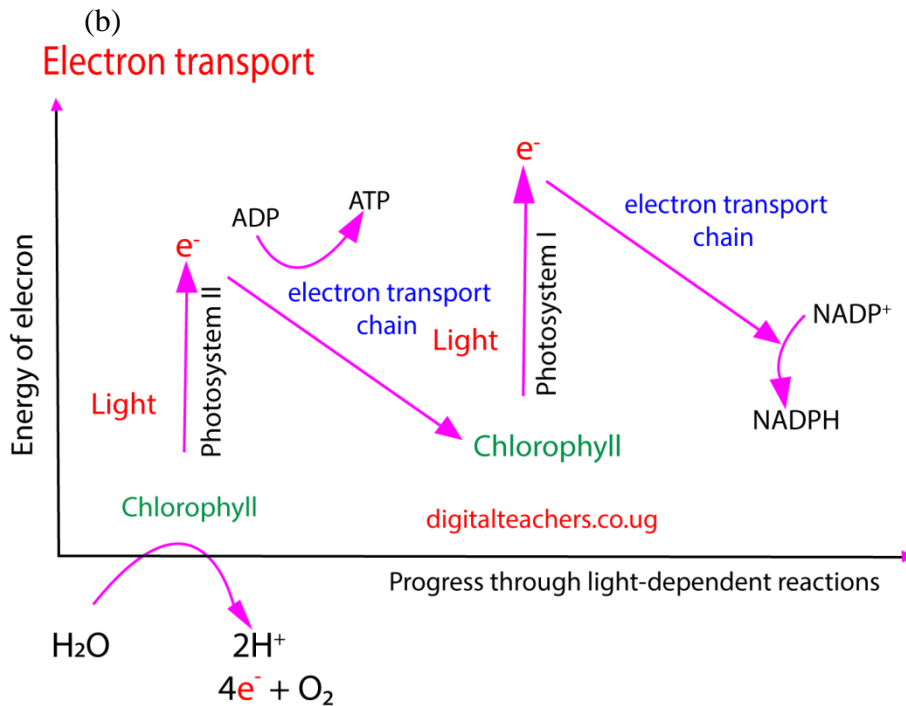 (b)
Electron transport
Energy of elecron
e-
ADP
ATP
electron transport
chain
Light
Photosystem II
Chlorophyll
e-
Light
Photosystem I
electron transport
chain
NADP+
NADPH
Chlorophyll
digitalteachers.co.ug
Progress through light-dependent reactions
H₂O
2H⁺
4e⁻ + O₂